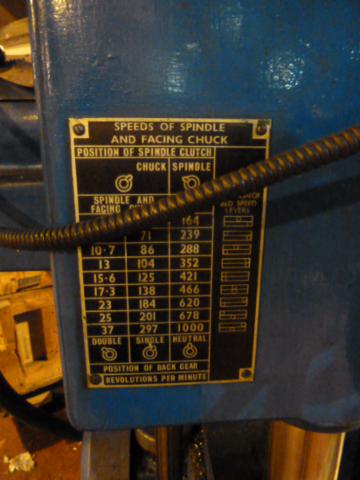 SPEEDS OF SPINDLE
AND FACING CHUCK
POSITION OF SPINDLE CLUTCH
CHUCK SPINDLE
SPINDLE AND
FACING
SPEED
LEVERS
164
71 239
10·7 86 288
13 104 352
15·6 125 421
17·3 138 466
23 184 620
25 201 678
37 297 1000
DOUBLE SINGLE NEUTRAL
POSITION OF BACK GEAR
REVOLUTIONS PER MINUTE